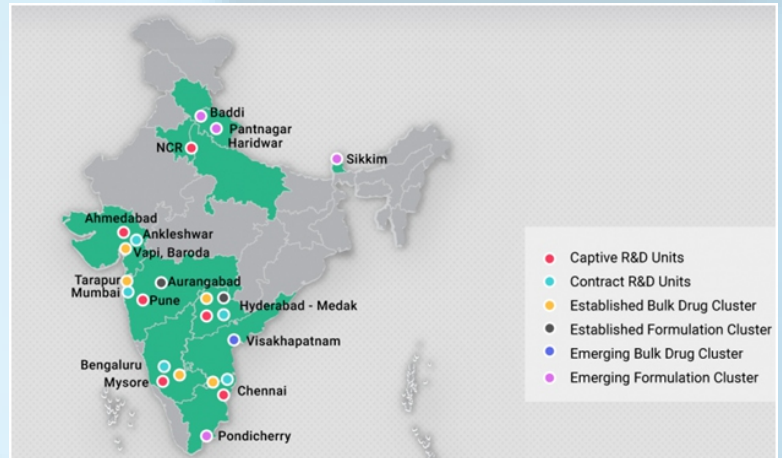 Baddi
Pantnagar
Haridwar
NCR
Sikkim
Ahmedabad
Ankleshwar
Vapi, Baroda
Tarapur
Aurangabad
Mumbai
Pune
Hyderabad - Medak
Visakhapatnam
Bengaluru
Mysore
Chennai
Pondicherry
Captive R&D Units
Contract R&D Units
Established Bulk Drug Cluster
Established Formulation Cluster
Emerging Bulk Drug Cluster
Emerging Formulation Cluster